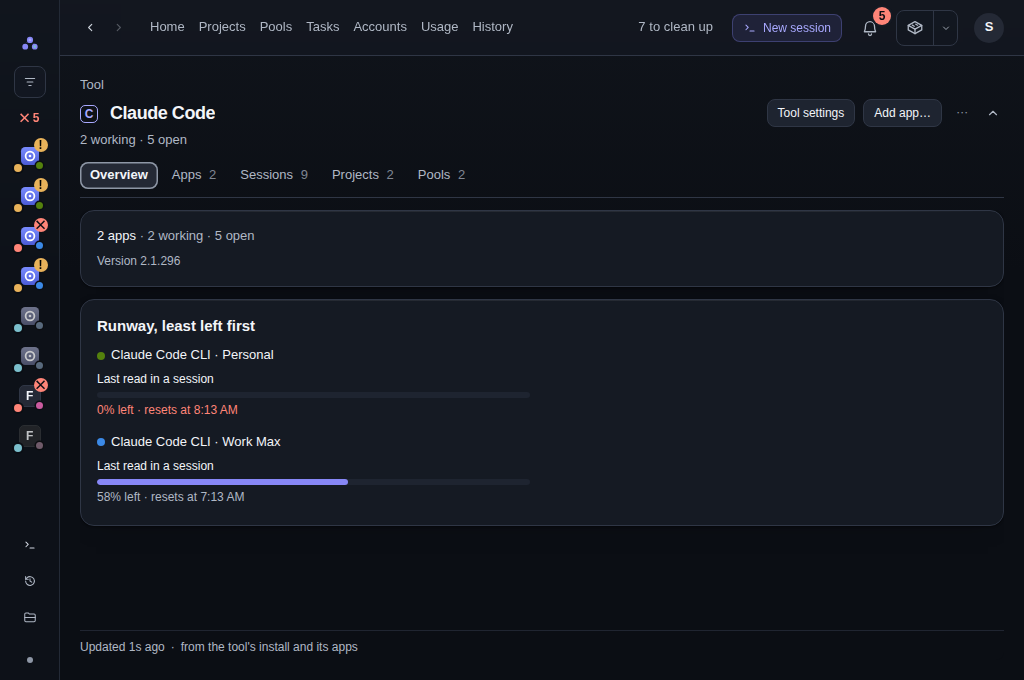 Home Projects Pools Tasks Accounts Usage History 7 to clean up New session 5 S
5
!
!
!
F
F
Tool
C Claude Code Tool settings Add app… ...
2 working · 5 open
Overview Apps 2 Sessions 9 Projects 2 Pools 2
2 apps · 2 working · 5 open
Version 2.1.296
Runway, least left first
Claude Code CLI · Personal
Last read in a session
0% left · resets at 8:13 AM
Claude Code CLI · Work Max
Last read in a session
58% left · resets at 7:13 AM
Updated 1s ago · from the tool's install and its apps